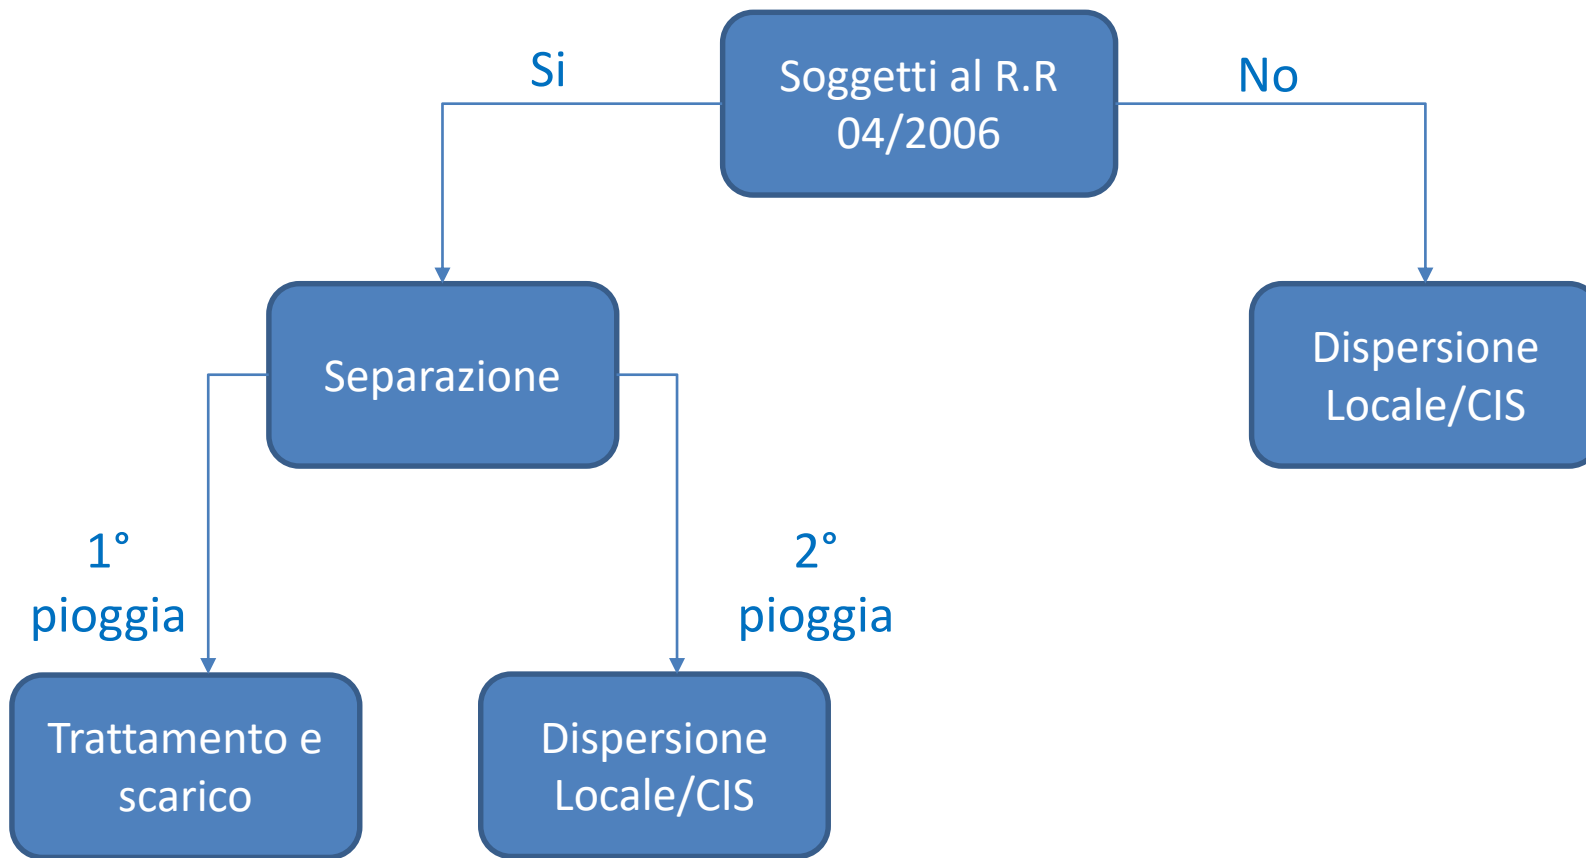 Si
Soggetti al R.R
04/2006
No
Separazione
Dispersione
Locale/CIS
1°
pioggia
2°
pioggia
Trattamento e
scarico
Dispersione
Locale/CIS